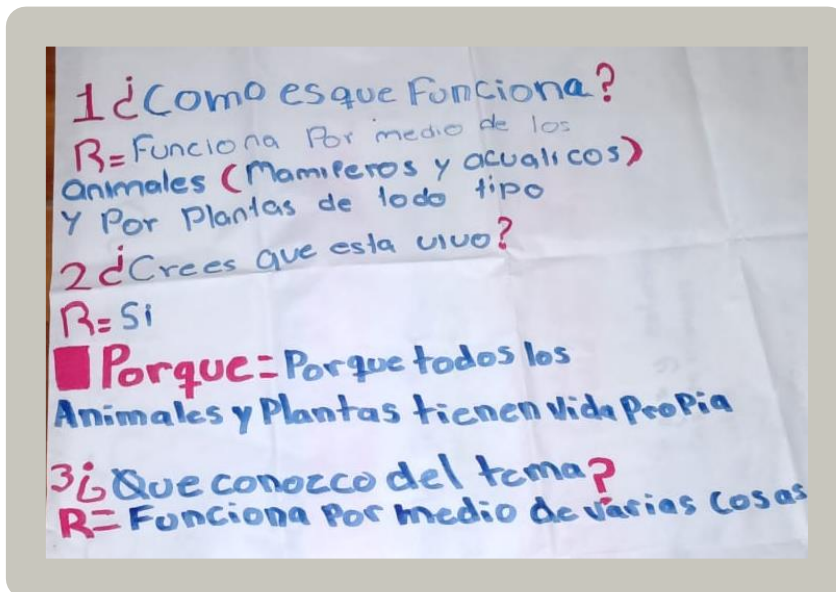 1 ¿Como es que Funciona?
R= Funciona Por medio de los
animales (Mamiferos y acuaticos)
y Por Plantas de todo tipo
2 ¿Crees que esta vivo?
R= Si
Porque= Porque todos los
Animales y Plantas tienen vida Propia
3 ¿Que conozco del tema?
R= Funciona Por medio de varias cosas